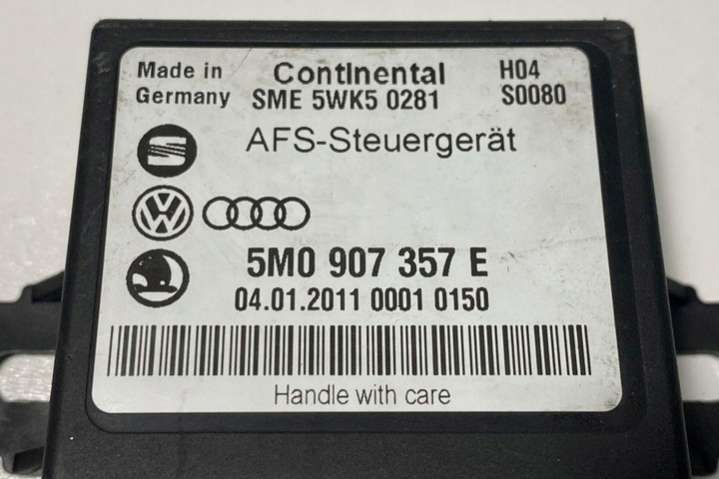 Made in Continental H04
Germany SME 5WK5 0281 S0080
AFS-Steuergerät
5M0 907 357 E
04.01.2011 0001 0150
Handle with care